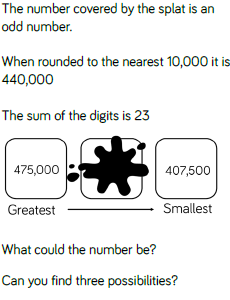 The number covered by the splat is an
odd number.
When rounded to the nearest 10,000 it is
440,000
The sum of the digits is 23
475,000
407,500
Greatest
Smallest
What could the number be?
Can you find three possibilities?